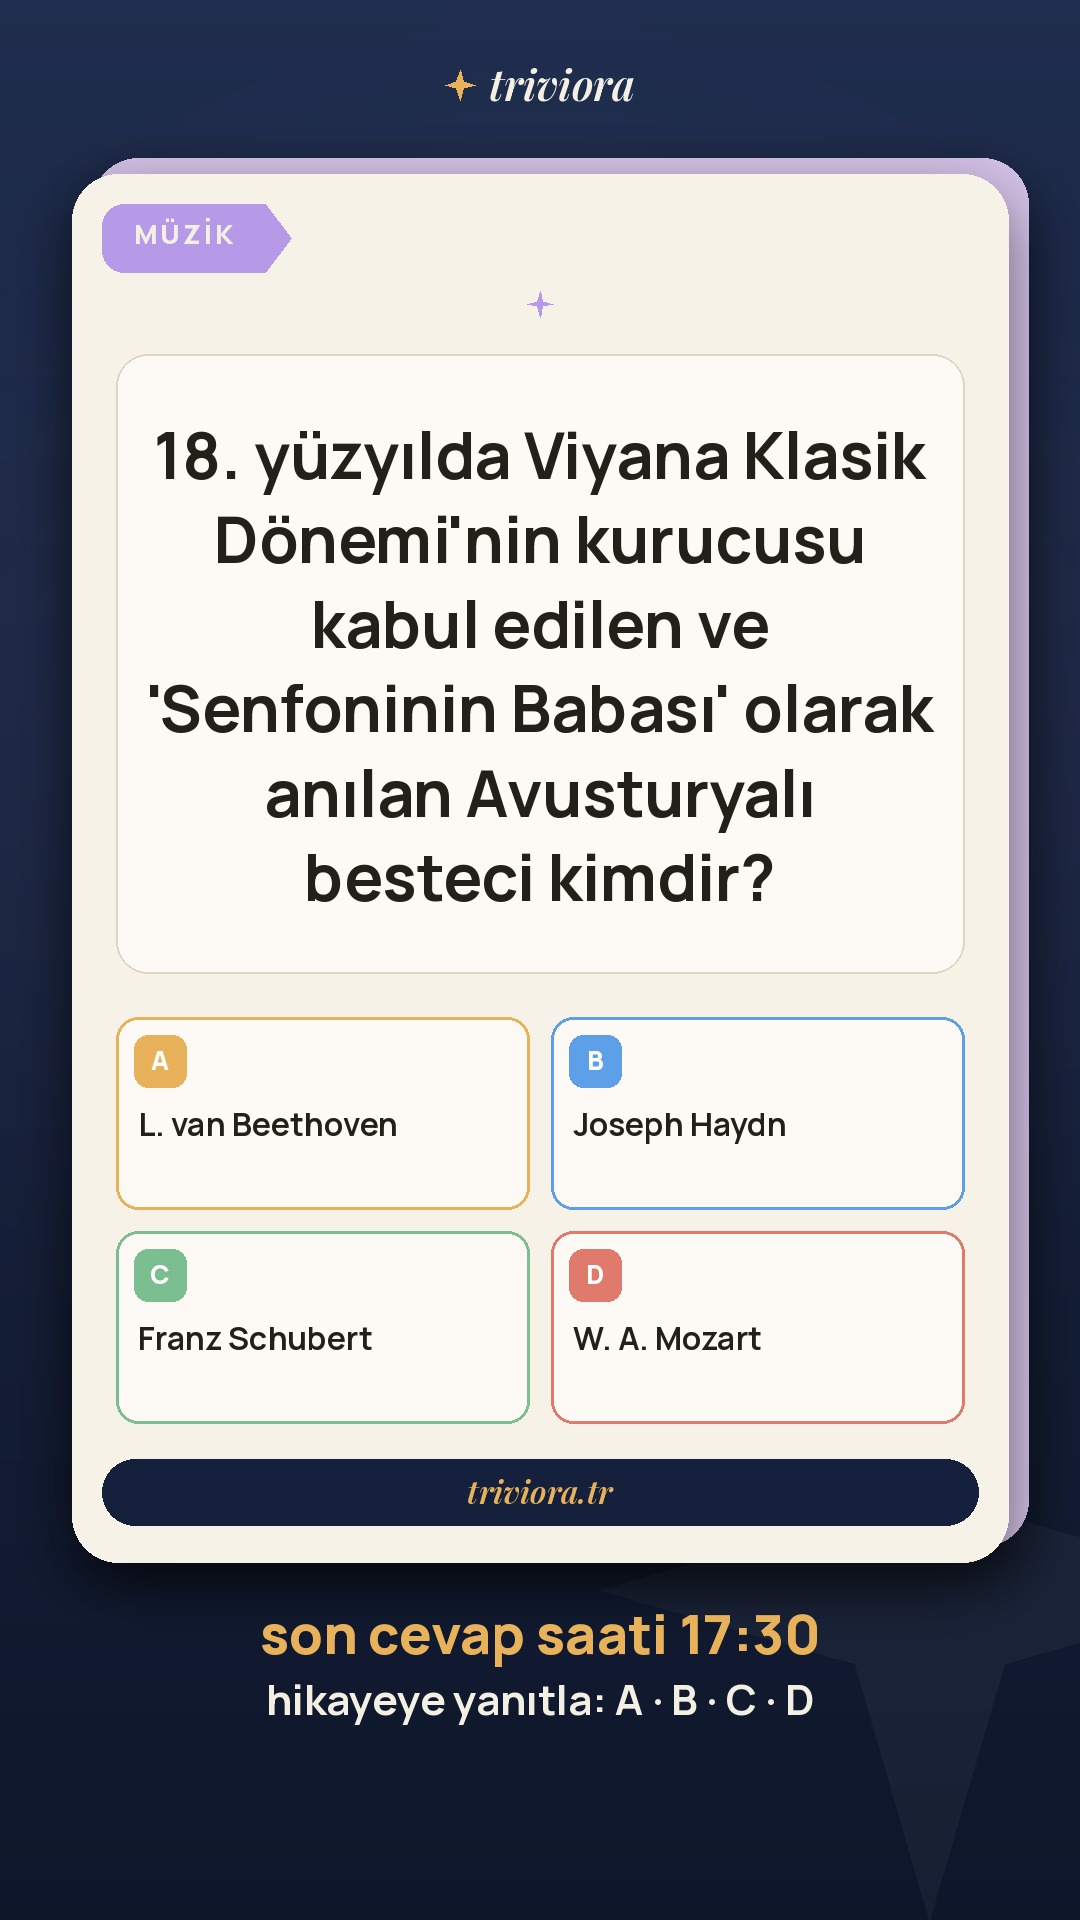 triviora
MÜZİK
18. yüzyılda Viyana Klasik
Dönemi'nin kurucusu
kabul edilen ve
'Senfoninin Babası' olarak
anılan Avusturyalı
besteci kimdir?
A
L. van Beethoven
B
Joseph Haydn
C
Franz Schubert
D
W. A. Mozart
triviora.tr
son cevap saati 17:30
hikayeye yanıtla: A · B · C · D